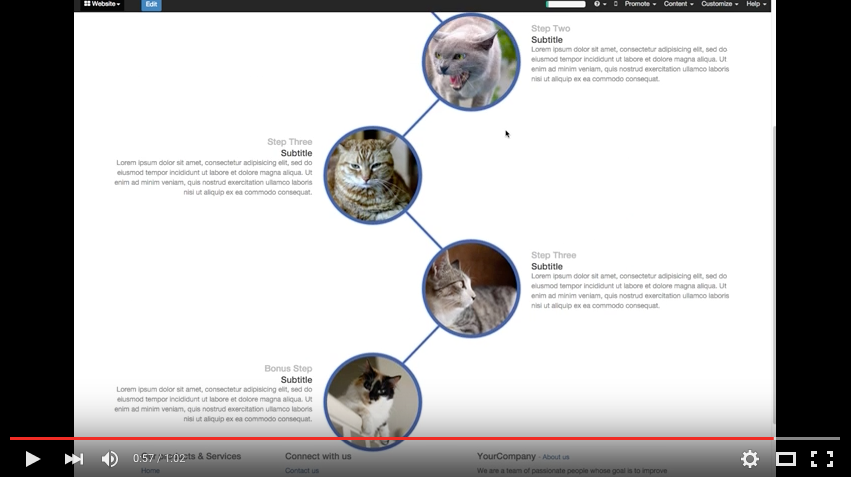 Website Edit Promote Content Customize Help
Step Two
Subtitle
Lorem ipsum dolor sit amet, consectetur adipisicing elit, sed do
eiusmod tempor incididunt ut labore et dolore magna aliqua. Ut
enim ad minim veniam, quis nostrud exercitation ullamco laboris
nisi ut aliquip ex ea commodo consequat.
Step Three
Subtitle
Lorem ipsum dolor sit amet, consectetur adipisicing elit, sed do
eiusmod tempor incididunt ut labore et dolore magna aliqua. Ut
enim ad minim veniam, quis nostrud exercitation ullamco laboris
nisi ut aliquip ex ea commodo consequat.
Step Three
Subtitle
Lorem ipsum dolor sit amet, consectetur adipisicing elit, sed do
eiusmod tempor incididunt ut labore et dolore magna aliqua. Ut
enim ad minim veniam, quis nostrud exercitation ullamco laboris
nisi ut aliquip ex ea commodo consequat.
Bonus Step
Subtitle
Lorem ipsum dolor sit amet, consectetur adipisicing elit, sed do
eiusmod tempor incididunt ut labore et dolore magna aliqua. Ut
enim ad minim veniam, quis nostrud exercitation ullamco laboris
nisi ut aliquip ex ea commodo consequat.
& Services Connect with us YourCompany - About us
0:57 / 1:02
Home Contact us We are a team of passionate people whose goal is to improve